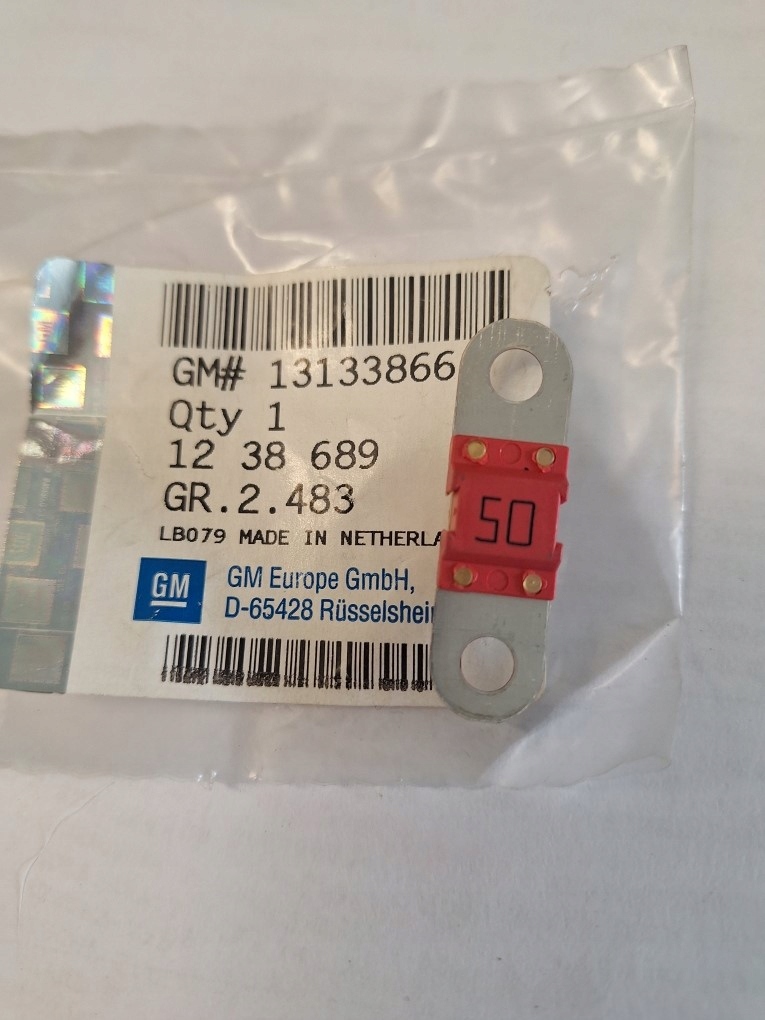 GM# 13133866
Qty 1
12 38 689
GR.2.483
LB079 MADE IN NETHERLA
GM
GM Europe GmbH,
D-65428 Rüsselshei
50